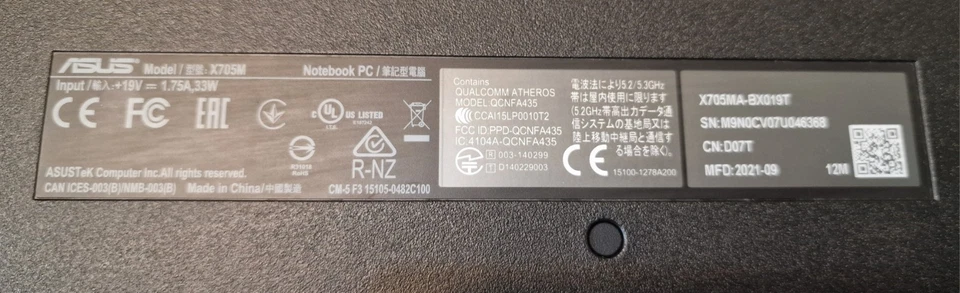 ASUS Model / 型號: X705M Notebook PC / 筆記型電腦
Input /輸入: +19V ⎓ 1.75A,33W
CE FC EAC UL LISTED
R-NZ
ASUSTeK Computer Inc.All rights reserved.
CAN ICES-003(B)/NMB-003(B) Made in China/中國製造 CM-5 F3 15105-0482C100
Contains
QUALCOMM ATHEROS
MODEL QCNFA435
CCAI15LP0010T2
FCC ID:PPD-QCNFA435
IC 4104A-QCNFA435
R 003-140299
T D140229003
電波法により5.2/5.3GHz
帯は屋内使用に限ります
(5.2GHz帯高出力データ通
信システムの基地局又は
陸上移動中継局と通信す
る場合を除く)。
CE
15100-1278A200
X705MA-BX019T
SN:M9N0CV07U046368
CN: D07T
MFD: 2021-09 12M